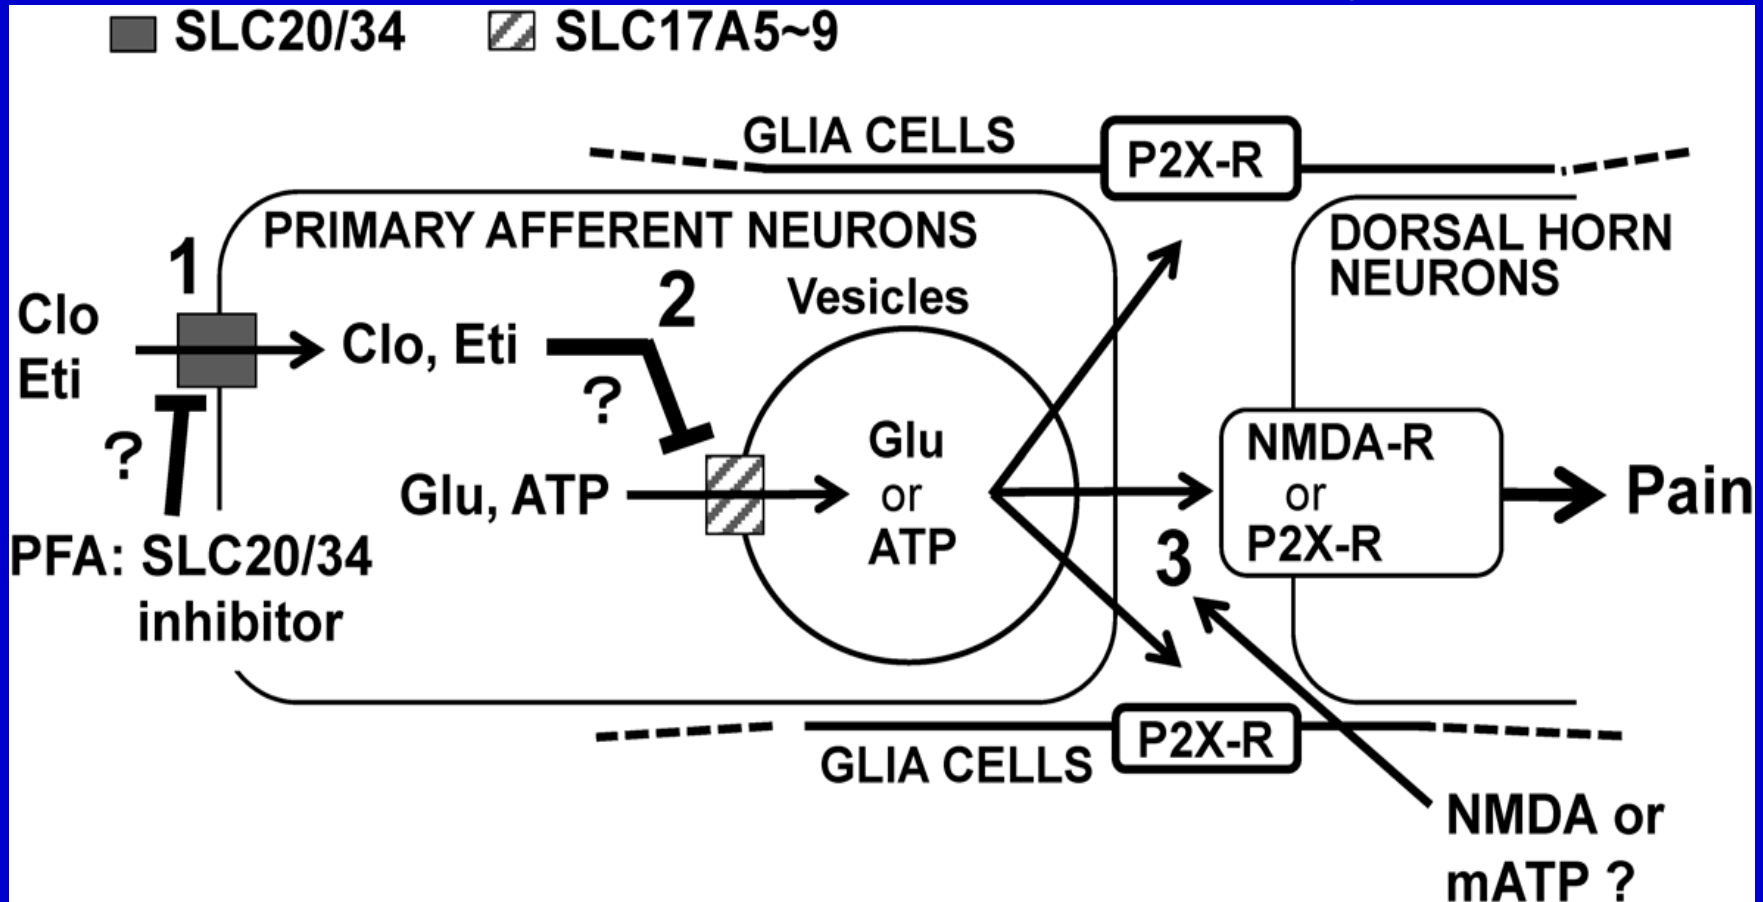 SLC20/34 SLC17A5~9
GLIA CELLS
P2X-R
PRIMARY AFFERENT NEURONS
DORSAL HORN
NEURONS
1
2
Vesicles
Clo
Eti
Clo, Eti
?
?
Glu, ATP
Glu
or
ATP
NMDA-R
or
P2X-R
Pain
3
PFA: SLC20/34
inhibitor
P2X-R
GLIA CELLS
NMDA or
mATP ?